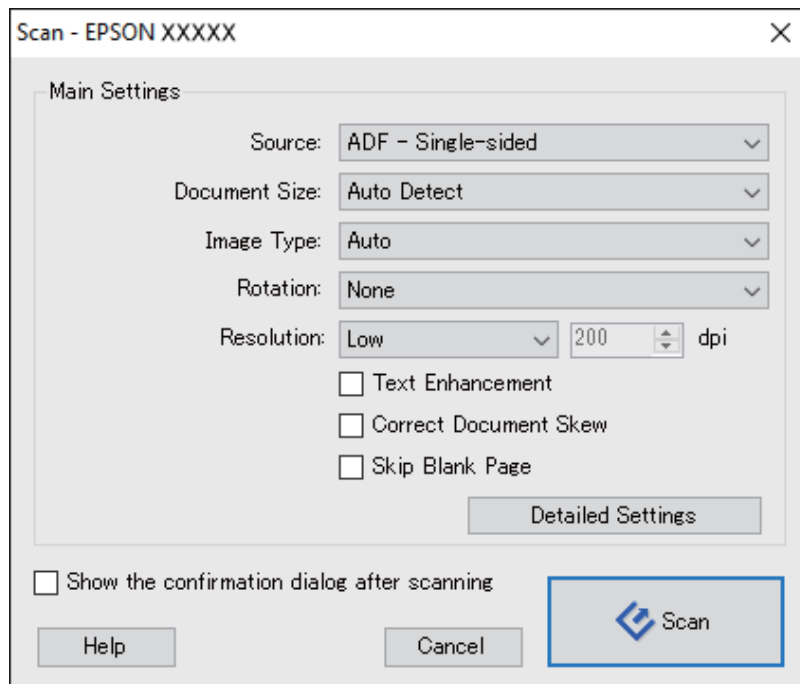 Scan - EPSON XXXXX
Main Settings
Source: ADF - Single-sided
Document Size: Auto Detect
Image Type: Auto
Rotation: None
Resolution: Low 200 dpi
Text Enhancement
Correct Document Skew
Skip Blank Page
Detailed Settings
Show the confirmation dialog after scanning
Help Cancel Scan